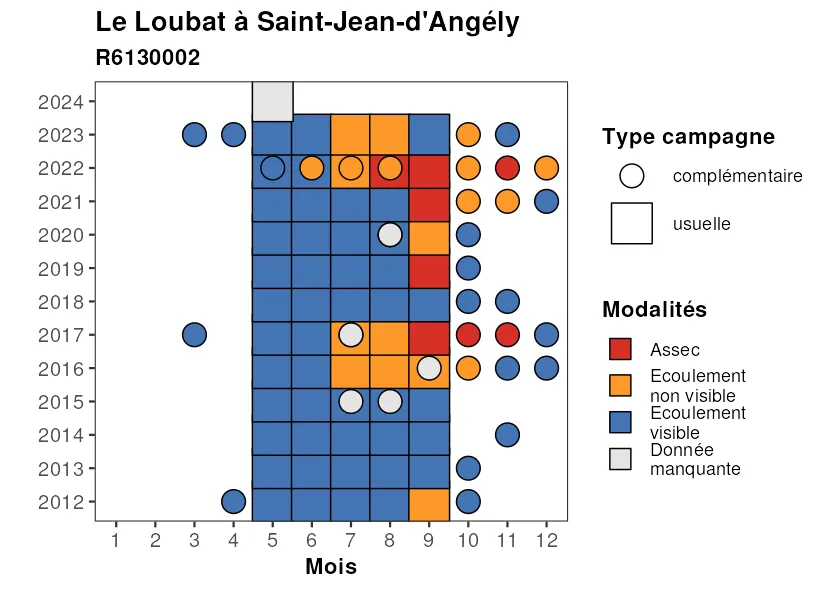 Le Loubat à Saint-Jean-d'Angély
R6130002
2024
2023
2022
2021
2020
2019
2018
2017
2016
2015
2014
2013
2012
1 2 3 4 5 6 7 8 9 10 11 12
Mois
Type campagne
complémentaire
usuelle
Modalités
Assec
Ecoulement
non visible
Ecoulement
visible
Donnée
manquante